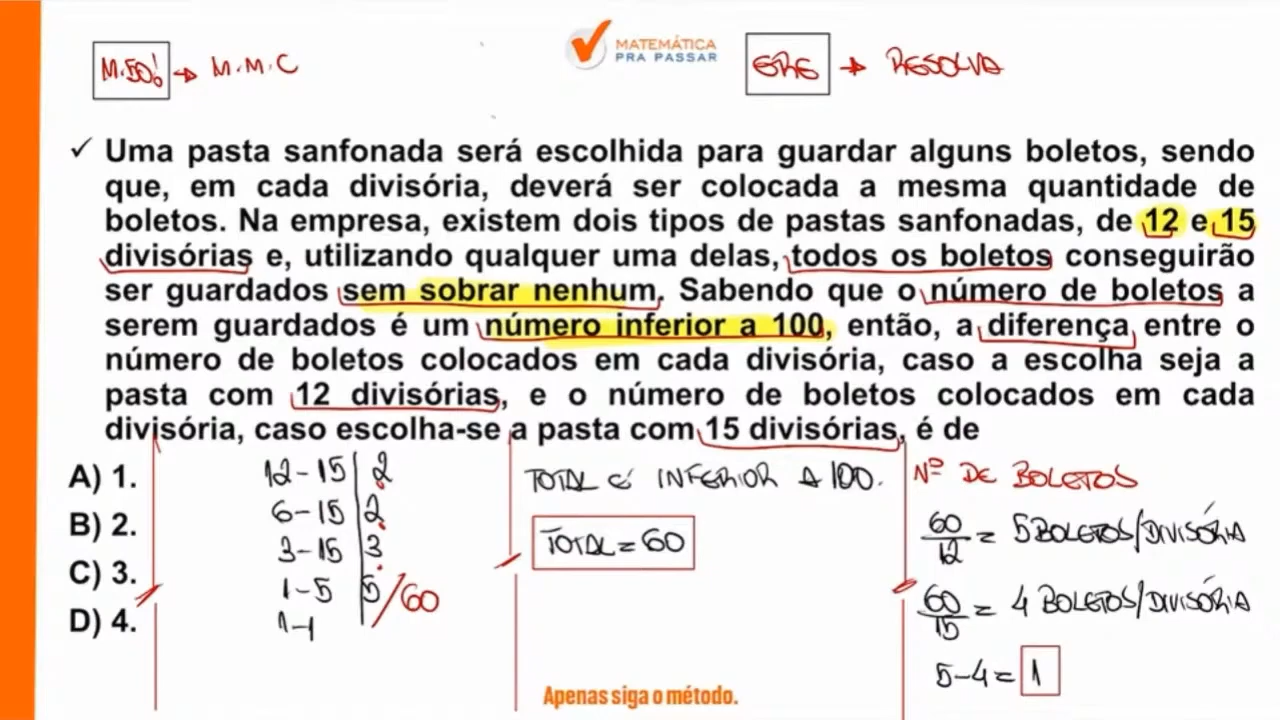 M.50! → M.M.C
MATEMÁTICA
PRA PASSAR
→ RESOLVA
✓ Uma pasta sanfonada será escolhida para guardar alguns boletos, sendo
que, em cada divisória, deverá ser colocada a mesma quantidade de
boletos. Na empresa, existem dois tipos de pastas sanfonadas, de 12 e 15
divisórias e, utilizando qualquer uma delas, todos os boletos conseguirão
ser guardados sem sobrar nenhum. Sabendo que o número de boletos a
serem guardados é um número inferior a 100, então, a diferença entre o
número de boletos colocados em cada divisória, caso a escolha seja a
pasta com 12 divisórias, e o número de boletos colocados em cada
divisória, caso escolha-se a pasta com 15 divisórias, é de
A) 1.
B) 2.
C) 3.
D) 4.
12-15 | 2
6-15 | 2
3-15 | 3
1-5 | 5 / 60
1-1
TOTAL É INFERIOR A 100.
TOTAL = 60
Nº DE BOLETOS
60/12 = 5 BOLETOS/DIVISÓRIA
60/15 = 4 BOLETOS/DIVISÓRIA
5-4 = 1
Apenas siga o método.